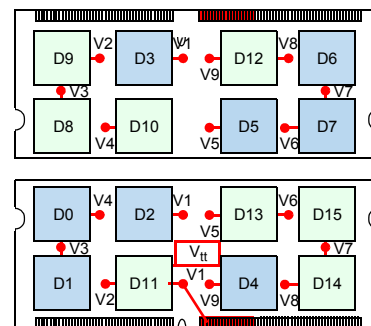 V2 V1 V8
D9 D3 D12 D6
V9
V3 V7
D8 D10 D5 D7
V4 V5 V6
V4 V1 V6
D0 D2 D13 D15
V5
V3 Vtt V7
V1
D1 D11 D4 D14
V2 V9 V8